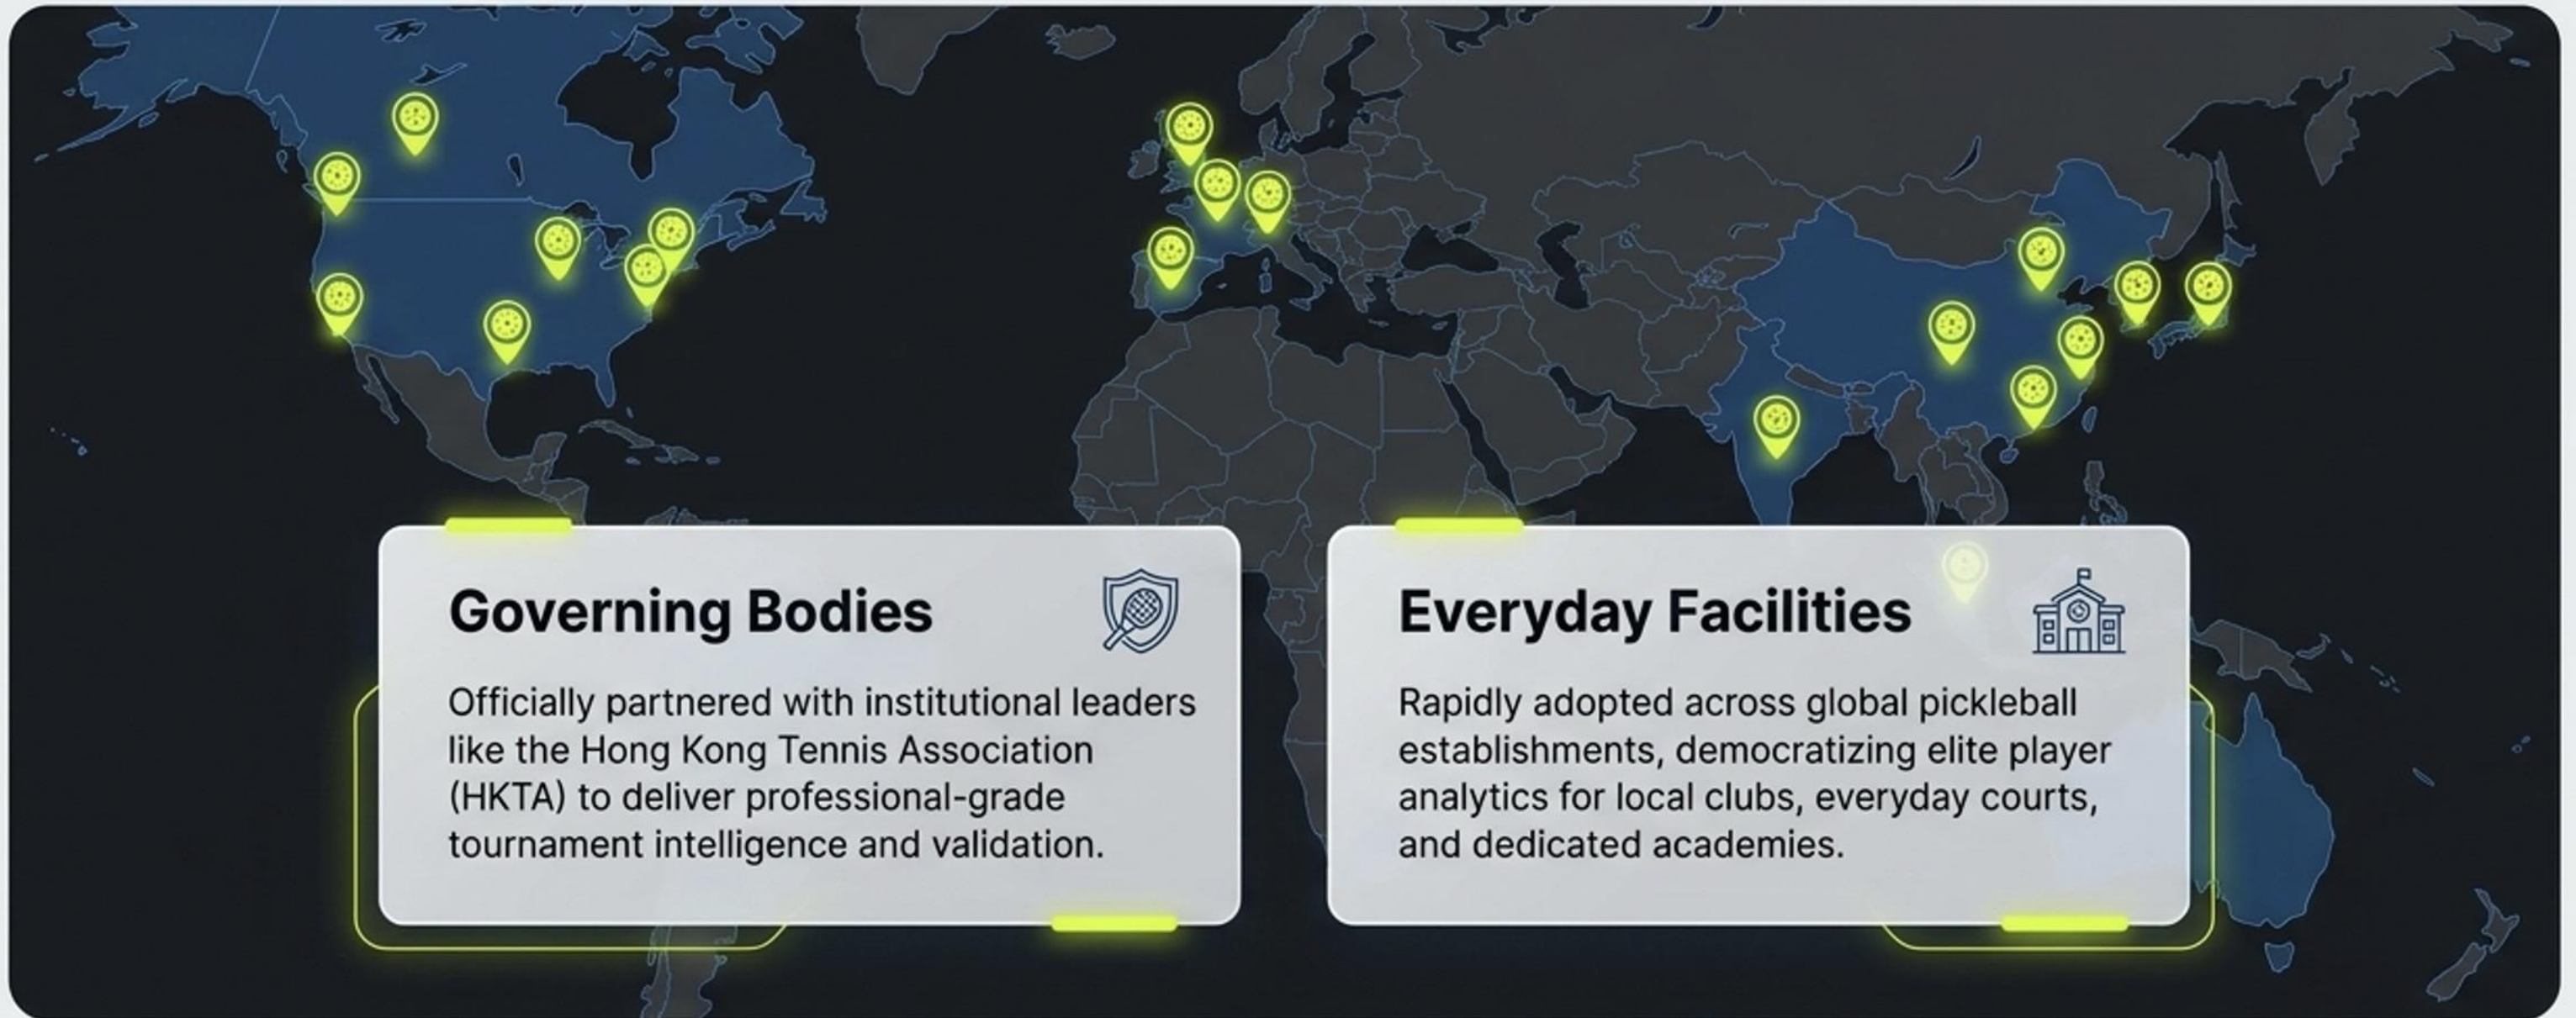 Governing Bodies
Officially partnered with institutional leaders
like the Hong Kong Tennis Association
(HKTA) to deliver professional-grade
tournament intelligence and validation.
Everyday Facilities
Rapidly adopted across global pickleball
establishments, democratizing elite player
analytics for local clubs, everyday courts,
and dedicated academies.